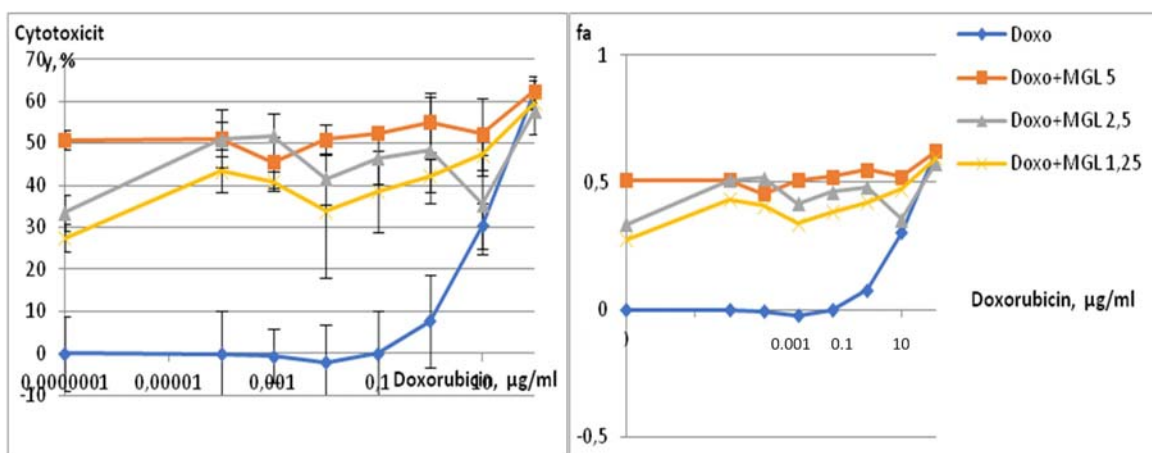 Cytotoxicit
y, %
70
60
50
40
30
20
10
0
-10
0,0000001 0,00001 0,001 0,1 10
Doxorubicin, µg/ml
fa
1
0,5
0
-0,5
)
0.001 0.1 10
Doxorubicin, µg/ml
Doxo
Doxo+MGL 5
Doxo+MGL 2,5
Doxo+MGL 1,25